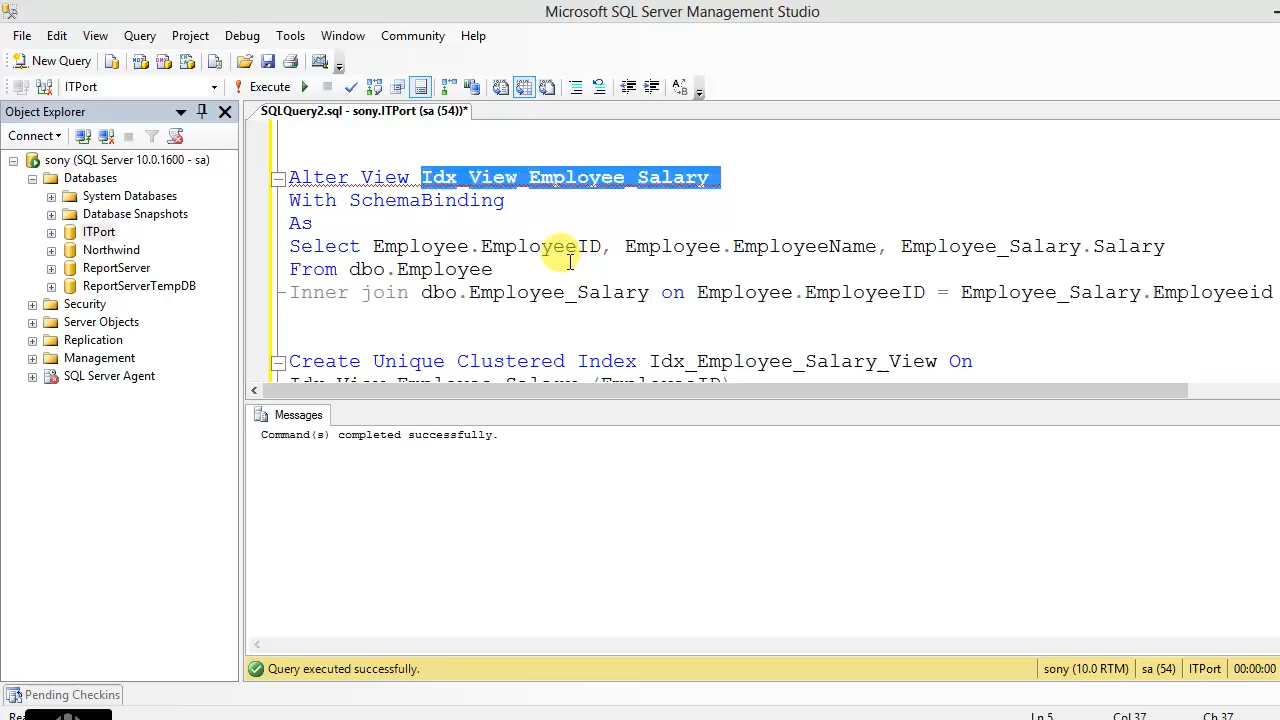 Microsoft SQL Server Management Studio
File Edit View Query Project Debug Tools Window Community Help
New Query
ITPort Execute
Object Explorer
SQLQuery2.sql - sony.ITPort (sa (54))*
Connect
sony (SQL Server 10.0.1600 - sa)
Databases
System Databases
Database Snapshots
ITPort
Northwind
ReportServer
ReportServerTempDB
Security
Server Objects
Replication
Management
SQL Server Agent
Alter View Idx_View_Employee_Salary
With SchemaBinding
As
Select Employee.EmployeeID, Employee.EmployeeName, Employee_Salary.Salary
From dbo.Employee
Inner join dbo.Employee_Salary on Employee.EmployeeID = Employee_Salary.Employeeid
Create Unique Clustered Index Idx_Employee_Salary_View On
Idx_View_Employee_Salary (EmployeeID)
Messages
Command(s) completed successfully.
Query executed successfully. sony (10.0 RTM) sa (54) ITPort 00:00:00
Pending Checkins
Ln 5 Col 37 Ch 37